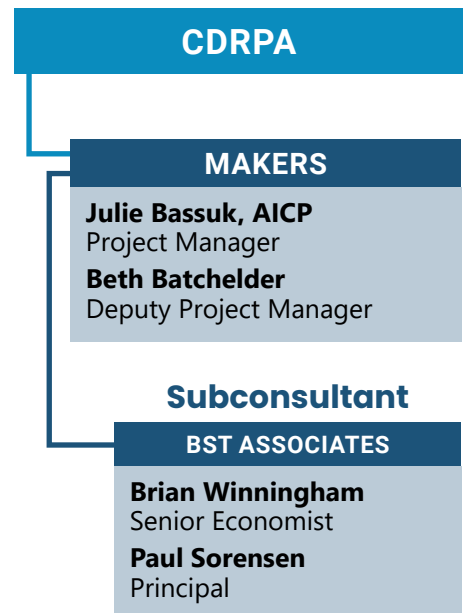 CDRPA
MAKERS
Julie Bassuk, AICP
Project Manager
Beth Batchelder
Deputy Project Manager
Subconsultant
BST ASSOCIATES
Brian Winningham
Senior Economist
Paul Sorensen
Principal